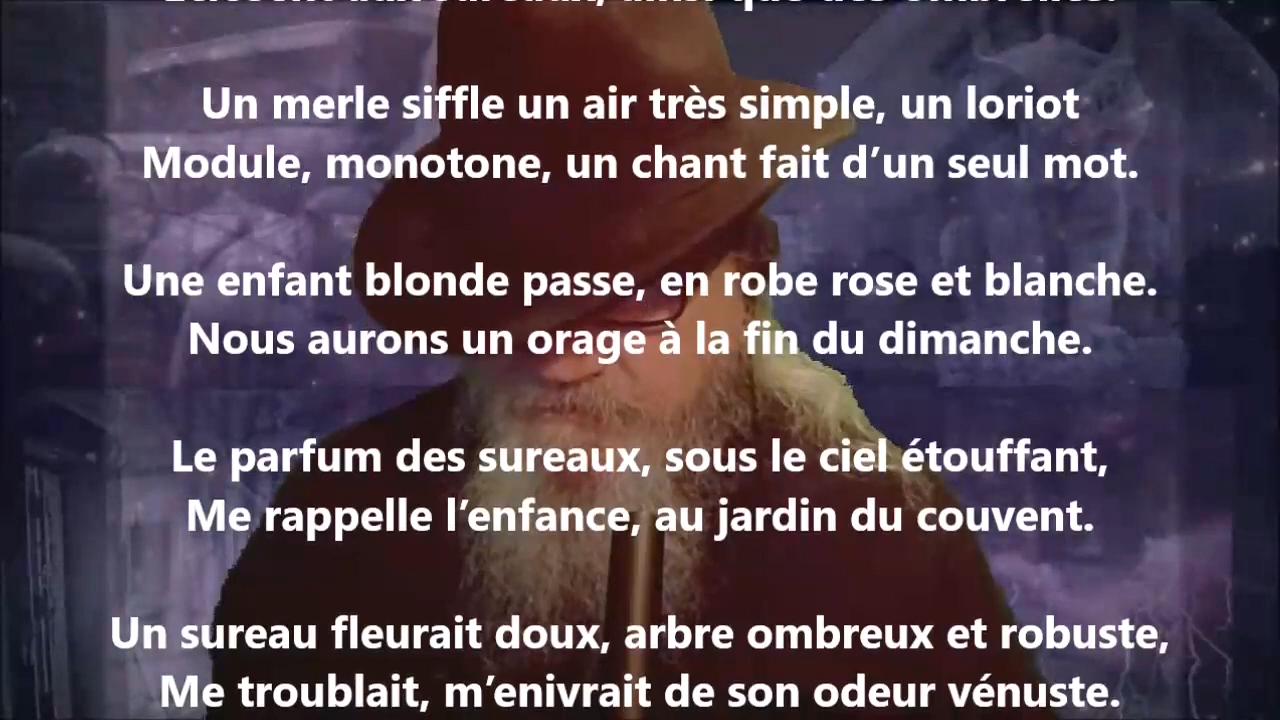 Un merle siffle un air très simple, un loriot
Module, monotone, un chant fait d’un seul mot.
Une enfant blonde passe, en robe rose et blanche.
Nous aurons un orage à la fin du dimanche.
Le parfum des sureaux, sous le ciel étouffant,
Me rappelle l’enfance, au jardin du couvent.
Un sureau fleurait doux, arbre ombreux et robuste,
Me troublait, m’enivrait de son odeur vénuste.